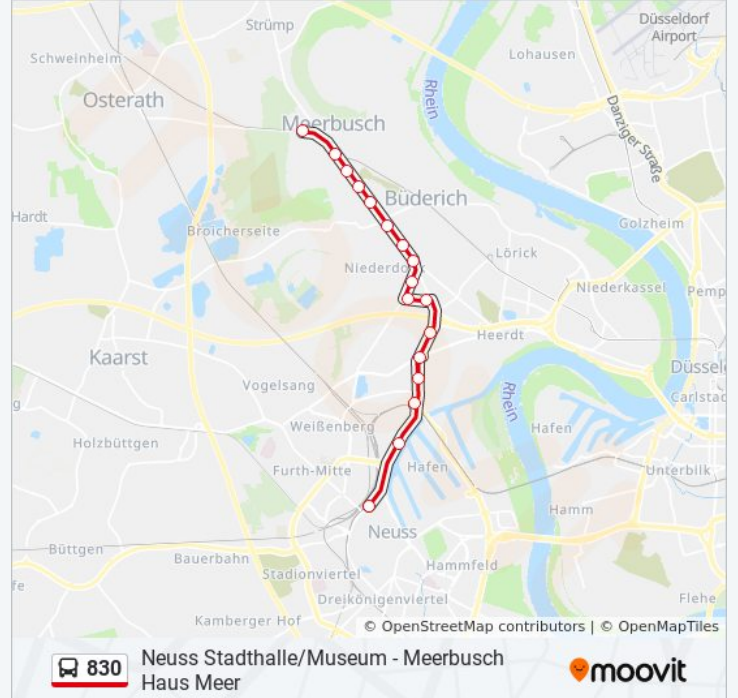 Düsseldorf
Airport
Strümp
Schweinheim
Lohausen
Rhein
Osterath
Danziger Straße
Meerbusch
Büderich
Hardt
Broicherseite
Golzheim
Lörick
Niederdo
Niederkassel
Pemp
Heerdt
Kaarst
Düssel
Vogelsang
Rhein
Carlstad
g
Weißenberg
Hafen
Holzbüttgen
Furth-Mitte
Hafen
Unterbilk
Hamm
Neuss
Büttgen
Bauerbahn
Hammfeld
Stadionviertel
fe
Dreikönigenviertel
Flehe
Kamberger Hof
© OpenStreetMap contributors | © OpenMapTiles
830
Neuss Stadthalle/Museum - Meerbusch
Haus Meer
moovit